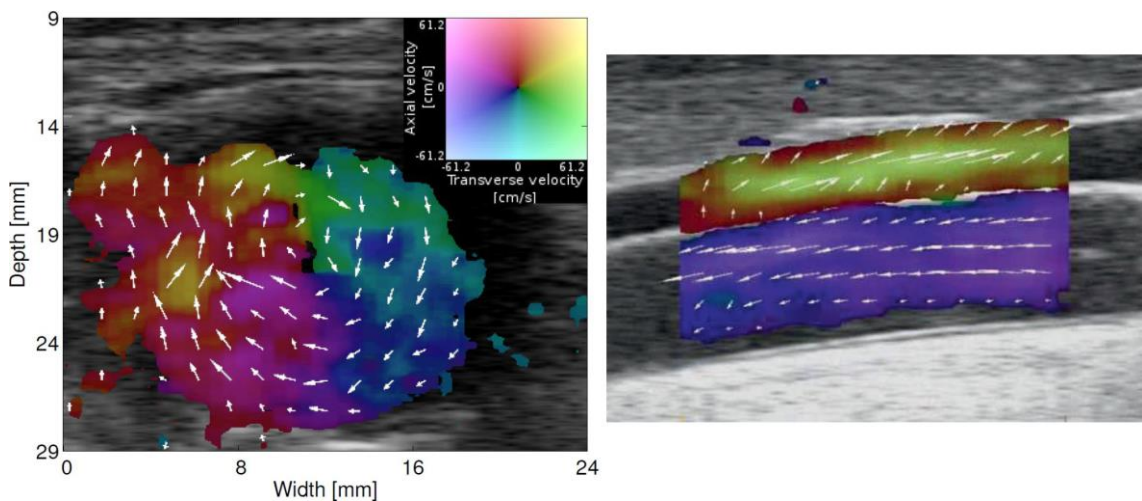 9
14
19
24
29
Depth [mm]
0
8
16
24
Width [mm]
61.2
0
-61.2
Axial velocity
[cm/s]
-61.2
0
61.2
Transverse velocity
[cm/s]